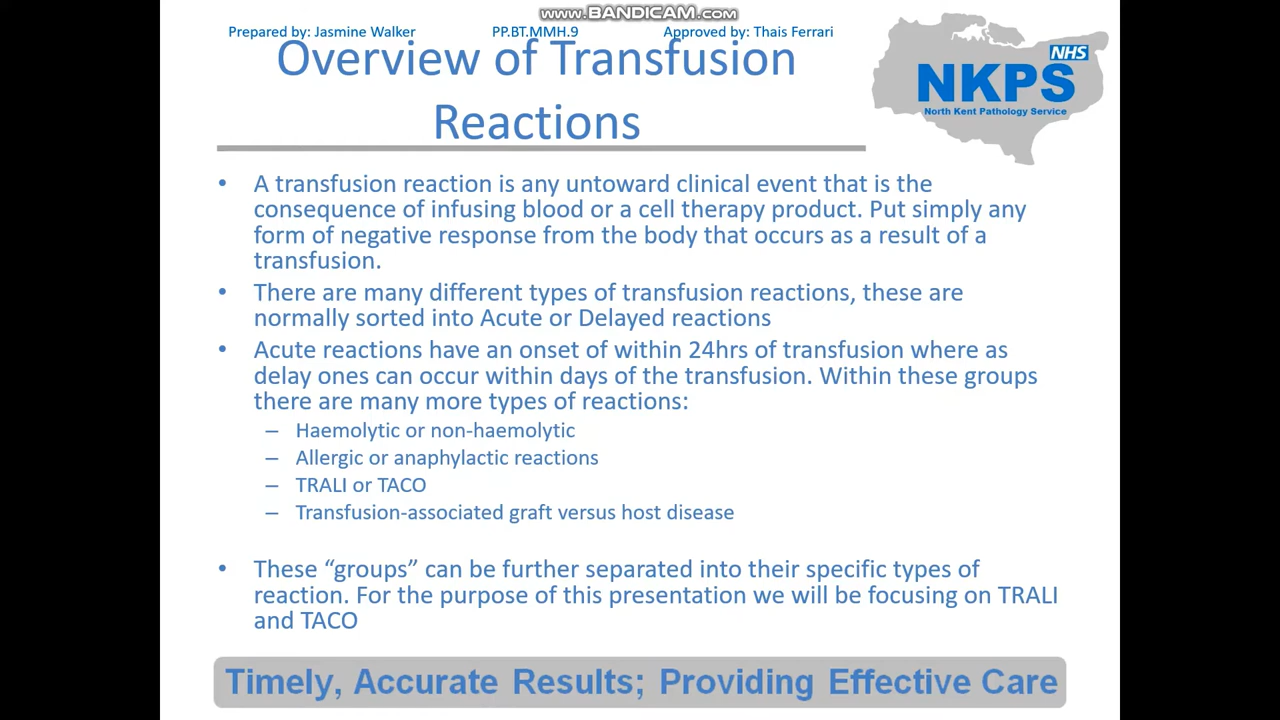 www.BANDICAM.com
Prepared by: Jasmine Walker PP.BT.MMH.9 Approved by: Thais Ferrari
Overview of Transfusion
Reactions
NHS
NKPS
North Kent Pathology Service
• A transfusion reaction is any untoward clinical event that is the
consequence of infusing blood or a cell therapy product. Put simply any
form of negative response from the body that occurs as a result of a
transfusion.
• There are many different types of transfusion reactions, these are
normally sorted into Acute or Delayed reactions
• Acute reactions have an onset of within 24hrs of transfusion where as
delay ones can occur within days of the transfusion. Within these groups
there are many more types of reactions:
– Haemolytic or non-haemolytic
– Allergic or anaphylactic reactions
– TRALI or TACO
– Transfusion-associated graft versus host disease
• These “groups” can be further separated into their specific types of
reaction. For the purpose of this presentation we will be focusing on TRALI
and TACO
Timely, Accurate Results; Providing Effective Care